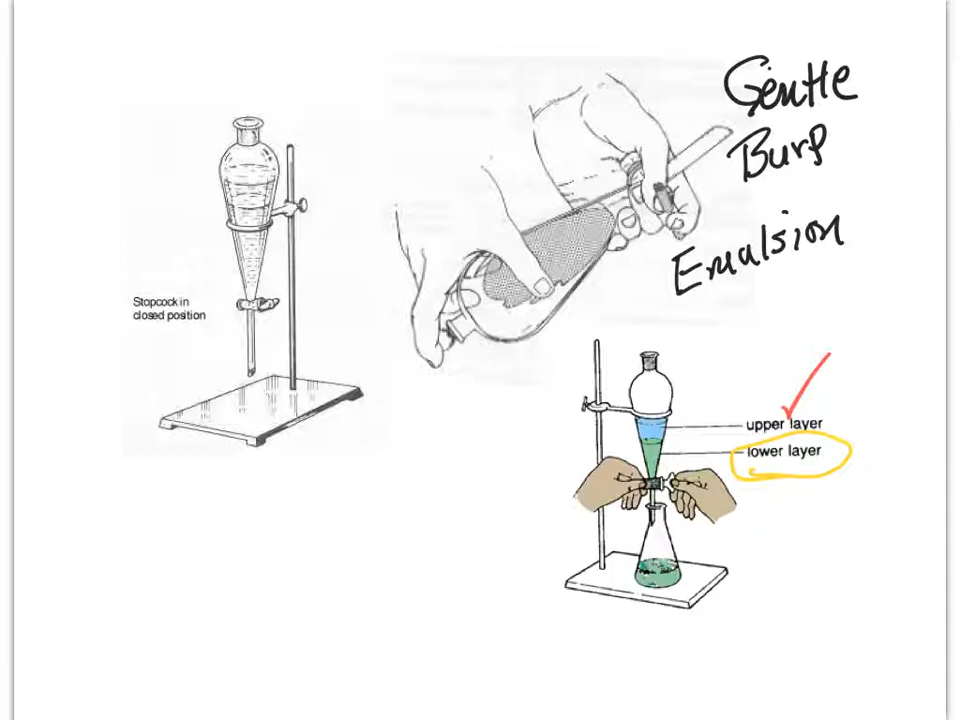 Gentle
Burp
Emulsion
Stopcock in
closed position
upper layer
lower layer